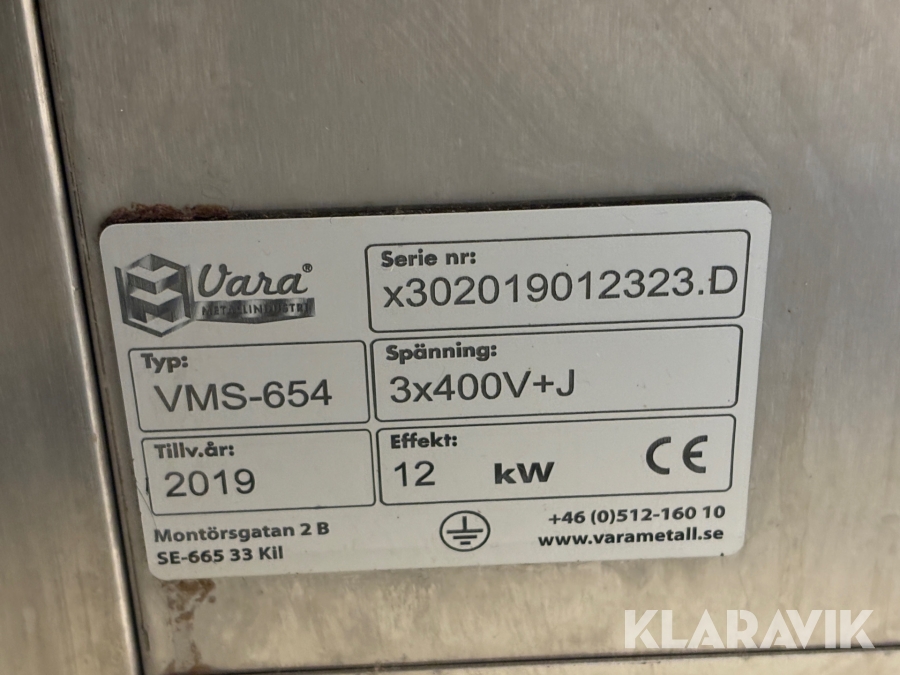 Vara®
METALLINDUSTRI
Serie nr:
x302019012323.D
Typ:
VMS-654
Spänning:
3x400V+J
Tillv.år:
2019
Effekt:
12 kW CE
Montörsgatan 2 B
SE-665 33 Kil
+46 (0)512-160 10
www.varametall.se
KLARAVIK